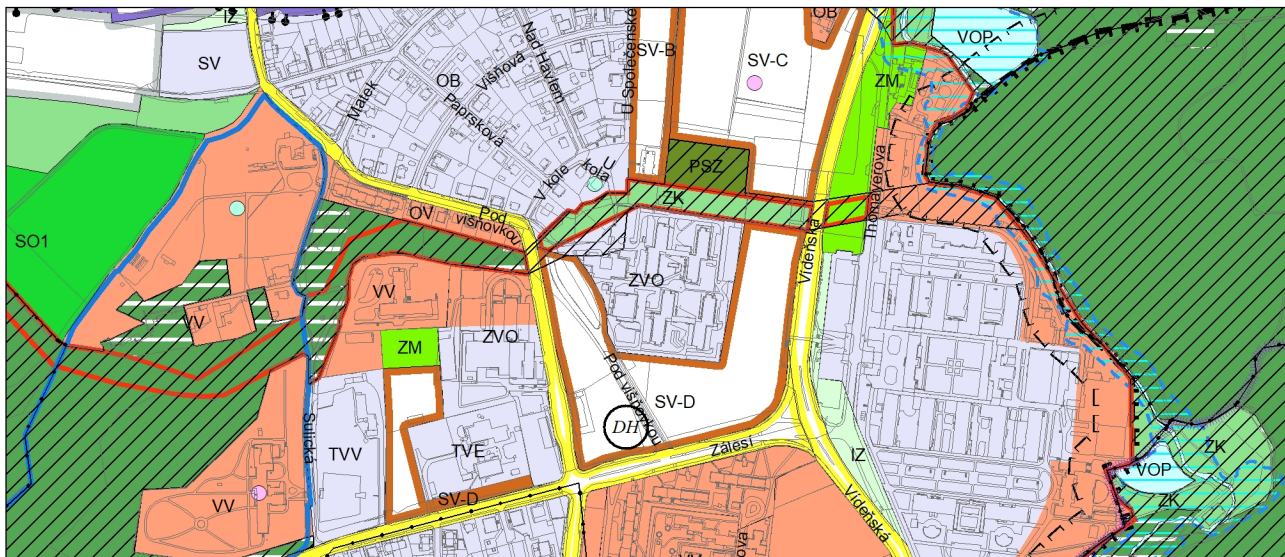 IZ
SV
OB
Matek
Višňová
Nad Havlem
Paprsková
V kole
U kola
U Společenské
SV-B
SV-C
OB
ZM
VOP
PSZ
ZK
Thomayerova
Vídeňská
OV
Pod
višňovkou
SO1
VV
VV
ZVO
ZVO
ZM
Pod višňovkou
SV-D
DH
Sulická
TVV
TVE
SV-D
Zálesí
VV
IZ
Vídeňská
ZK
VOP
ZK